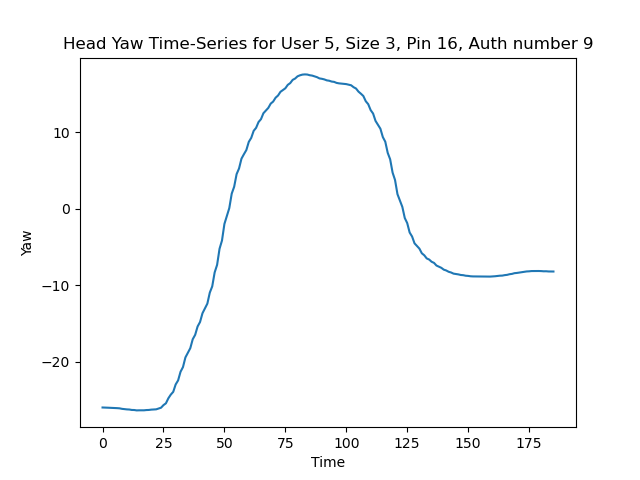 Head Yaw Time-Series for User 5, Size 3, Pin 16, Auth number 9
10
0
−10
−20
Yaw
0 25 50 75 100 125 150 175
Time